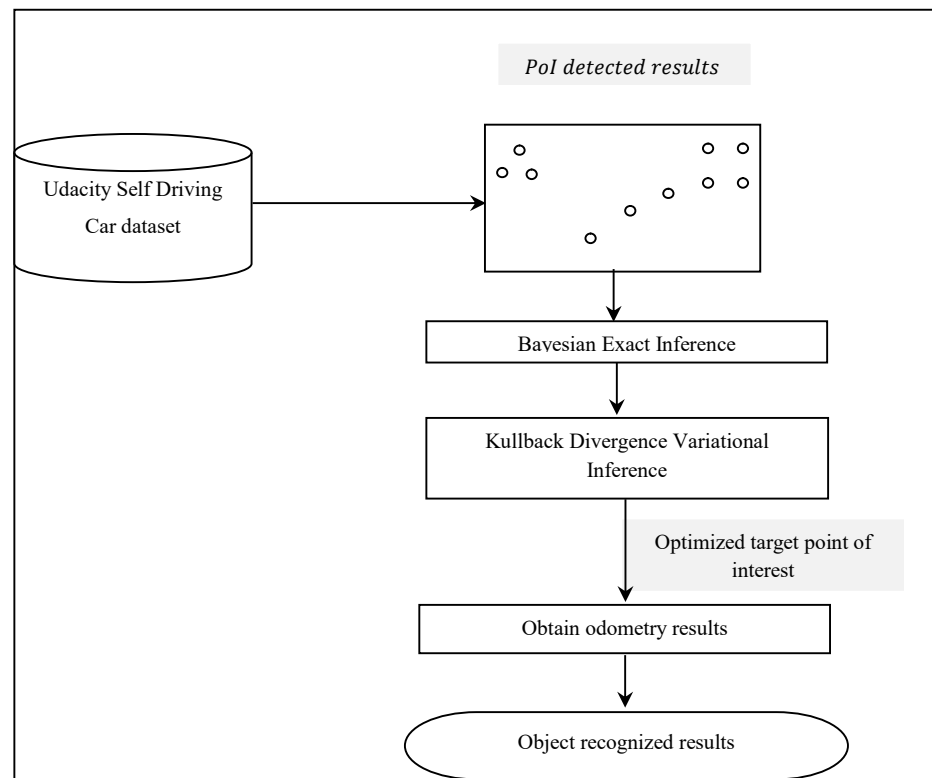 PoI detected results
Udacity Self Driving
Car dataset
Bayesian Exact Inference
Kullback Divergence Variational
Inference
Optimized target point of
interest
Obtain odometry results
Object recognized results